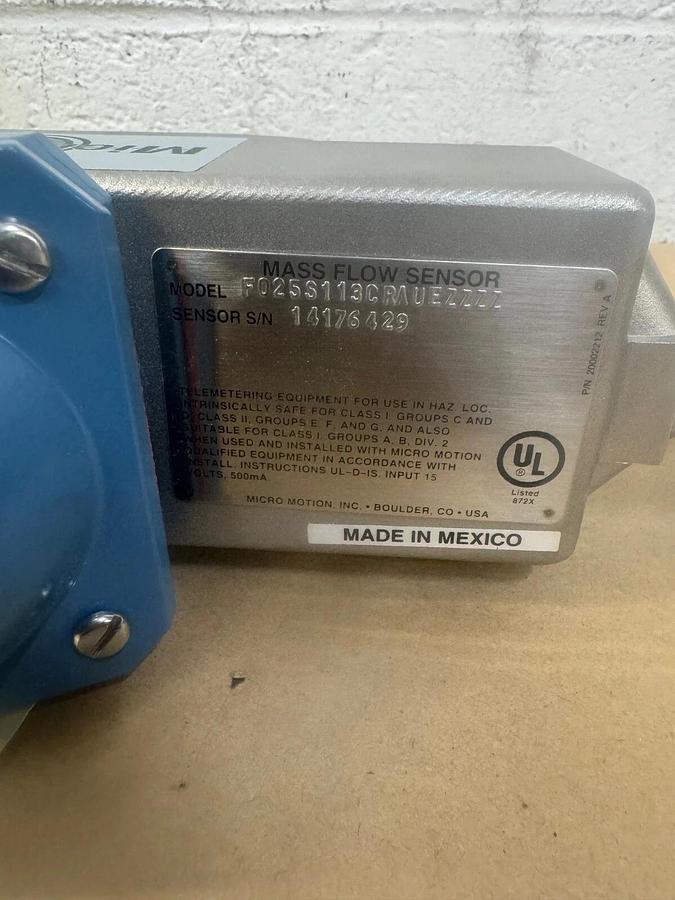 MASS FLOW SENSOR
MODEL F025S113CRAUEZZZZ
SENSOR S/N 14176429
TELEMETERING EQUIPMENT FOR USE IN HAZ. LOC.
INTRINSICALLY SAFE FOR CLASS I. GROUPS C AND
D, CLASS II, GROUPS E, F, AND G, AND ALSO
SUITABLE FOR CLASS I. GROUPS A, B, DIV. 2
WHEN USED AND INSTALLED WITH MICRO MOTION
QUALIFIED EQUIPMENT IN ACCORDANCE WITH
INSTALL. INSTRUCTIONS UL-D-IS. INPUT 15
VOLTS, 500mA
UL
®
Listed
872X
MICRO MOTION, INC. • BOULDER, CO • USA
P/N 20002212 REV A
MADE IN MEXICO